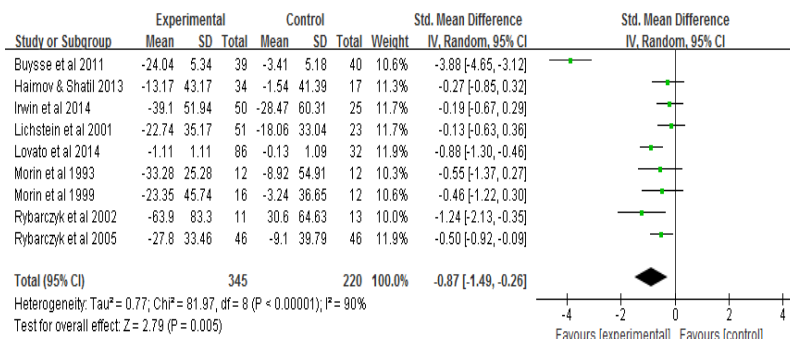 Experimental Control Std. Mean Difference Std. Mean Difference
Study or Subgroup Mean SD Total Mean SD Total Weight IV, Random, 95% CI IV, Random, 95% CI
Buysse et al 2011 -24.04 5.34 39 -3.41 5.18 40 10.6% -3.88 [-4.65, -3.12]
Haimov & Shatil 2013 -13.17 43.17 34 -1.54 41.39 17 11.2% -0.27 [-0.85, 0.32]
Irwin et al 2014 -39.1 51.94 50 -28.47 60.31 25 11.6% -0.19 [-0.67, 0.29]
Lichstein et al 2001 -22.74 35.17 51 -18.06 33.04 23 11.6% -0.13 [-0.63, 0.36]
Lovato et al 2014 -1.11 1.11 86 -0.13 1.09 32 11.9% -0.88 [-1.30, -0.46]
Morin et al 1993 -33.28 25.28 12 -8.92 54.91 12 10.4% -0.55 [-1.37, 0.27]
Morin et al 1999 -23.35 45.74 16 -3.24 36.65 12 10.6% -0.46 [-1.22, 0.30]
Rybarczyk et al 2002 -63.9 83.3 11 30.6 64.63 13 10.1% -1.24 [-2.13, -0.35]
Rybarczyk et al 2005 -27.8 33.46 46 -9.1 39.79 46 11.9% -0.50 [-0.92, -0.09]
Total (95% CI) 345 220 100.0% -0.87 [-1.49, -0.26]
Heterogeneity: Tau² = 0.77; Chi² = 81.97, df = 8 (P < 0.00001); I² = 90%
Test for overall effect: Z = 2.79 (P = 0.005)
-4 -2 0 2 4
Favours [experimental] Favours [control]